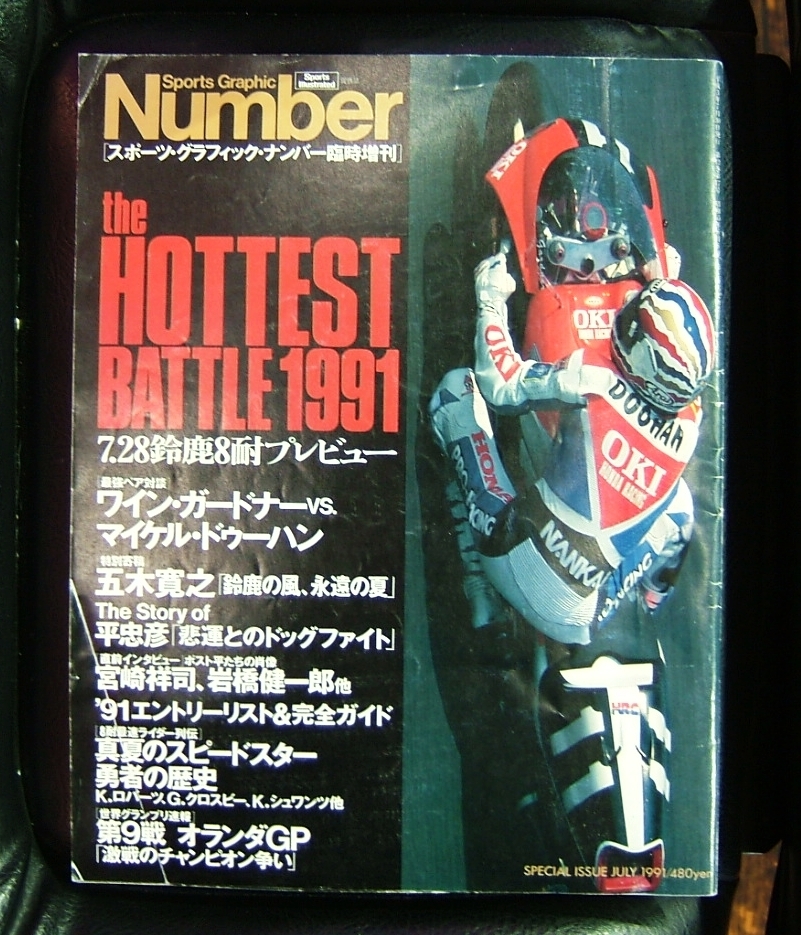 Sports Graphic
Sports Illustrated
Number
[スポーツ・グラフィック・ナンバー臨時増刊]
the
HOTTEST
BATTLE 1991
7.28鈴鹿8耐プレビュー
最強ペア対談
ワイン・ガードナーVS.
マイケル・ドゥーハン
五木寛之「鈴鹿の風、永遠の夏」
The Story of
平忠彦「悲運とのドッグファイト」
直前インタビュー ポスト平たちの肖像
宮崎祥司、岩橋健一郎他
'91エントリーリスト&完全ガイド
[8耐最速ライダー列伝]
真夏のスピードスター
勇者の歴史
K.ロバーツ、G.クロスビー、K.シュワンツ他
[世界グランプリ速報]
第9戦 オランダGP
「激戦のチャンピオン争い」
OKI
OKI
OKI
DOOHAN
OKI
HONDA RACING
HONDA
NANKAI
HRC
SPECIAL ISSUE JULY 1991/480yen